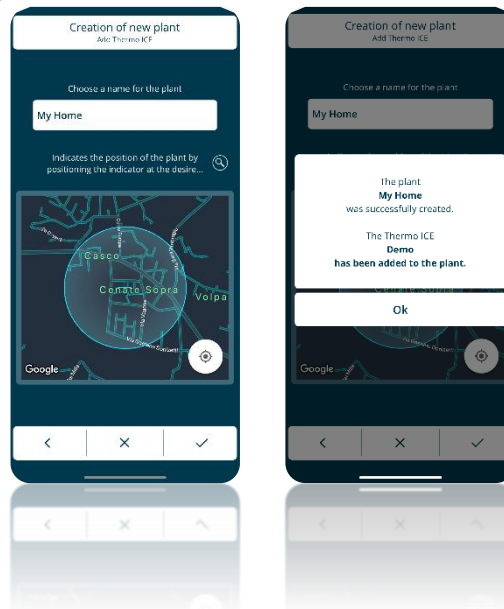 Creation of new plant
Add Thermo ICE
Choose a name for the plant
My Home
Indicates the position of the plant by
positioning the indicator at the desire...
Casco
Cenate Sopra
Volpa
Google
Creation of new plant
Add Thermo ICE
Choose a name for the plant
My Home
The plant
My Home
was successfully created.
The Thermo ICE
Demo
has been added to the plant.
Ok
Cenate Sopra
Google